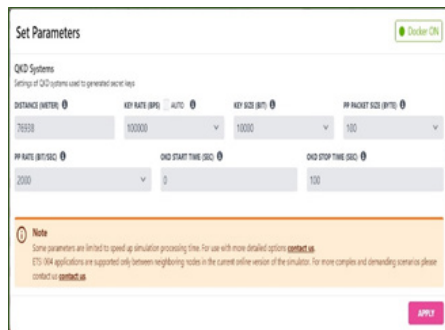 Set Parameters
Docker ON
QKD Systems
Settings of QKD systems used to generated secret keys
DISTANCE (METER)
KEY RATE (BPS) AUTO
KEY SIZE (BIT)
PP PACKET SIZE (BYTE)
76938
100000
10000
100
PP RATE (BIT/SEC)
QKD START TIME (SEC)
QKD STOP TIME (SEC)
2000
0
100
Note
Some parameters are limited to speed up simulation processing time. For use with more detailed options contact us.
ETSI 004 applications are supported only between neighboring nodes in the current online version of the simulator. For more complex and demanding scenarios please
contact us contact us.
APPLY